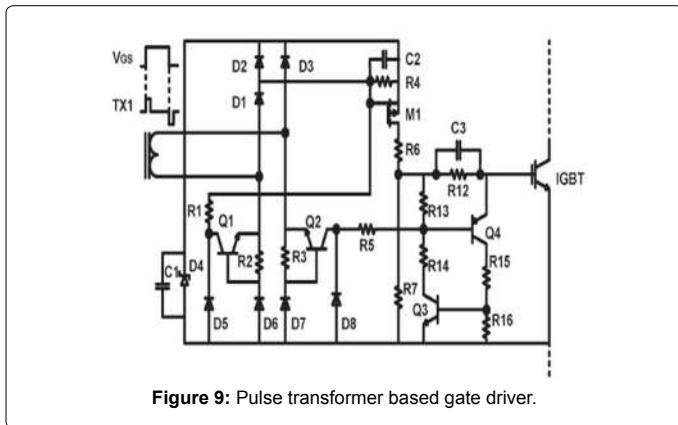 VGS
TX1
D2
D3
D1
C2
R4
M1
R6
C3
R12
IGBT
R1
Q1
Q2
R13
R5
Q4
R2
R3
R14
R15
C1
D4
R7
Q3
R16
D5
D6
D7
D8
Figure 9: Pulse transformer based gate driver.